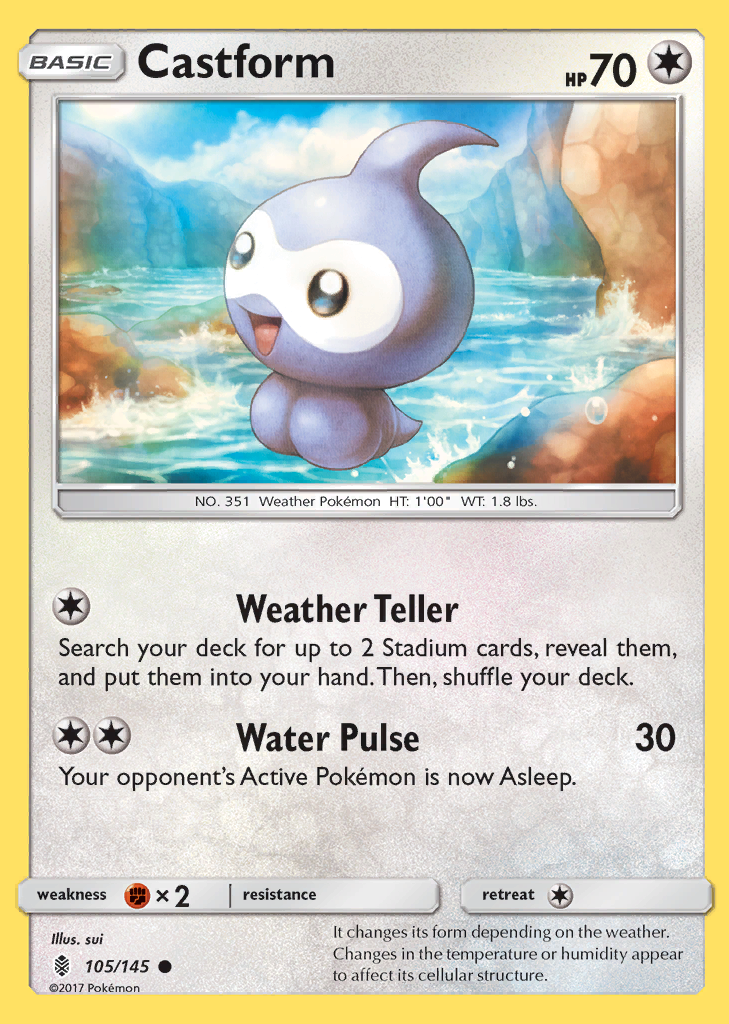 BASIC Castform HP 70
NO. 351 Weather Pokémon HT: 1'00" WT: 1.8 lbs.
Weather Teller
Search your deck for up to 2 Stadium cards, reveal them,
and put them into your hand. Then, shuffle your deck.
Water Pulse 30
Your opponent's Active Pokémon is now Asleep.
weakness × 2 resistance retreat
Illus. sui
105/145
©2017 Pokémon
It changes its form depending on the weather.
Changes in the temperature or humidity appear
to affect its cellular structure.